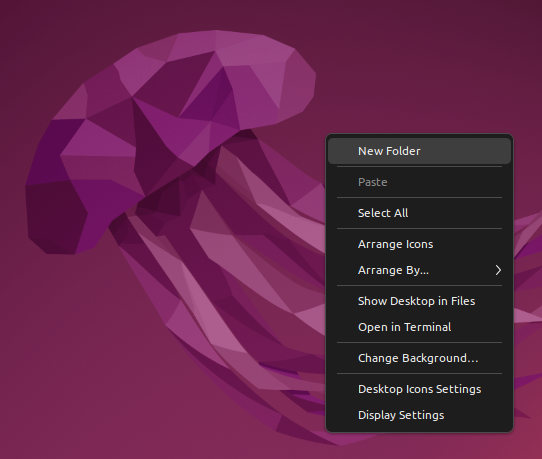 New Folder
Paste
Select All
Arrange Icons
Arrange By...
Show Desktop in Files
Open in Terminal
Change Background…
Desktop Icons Settings
Display Settings